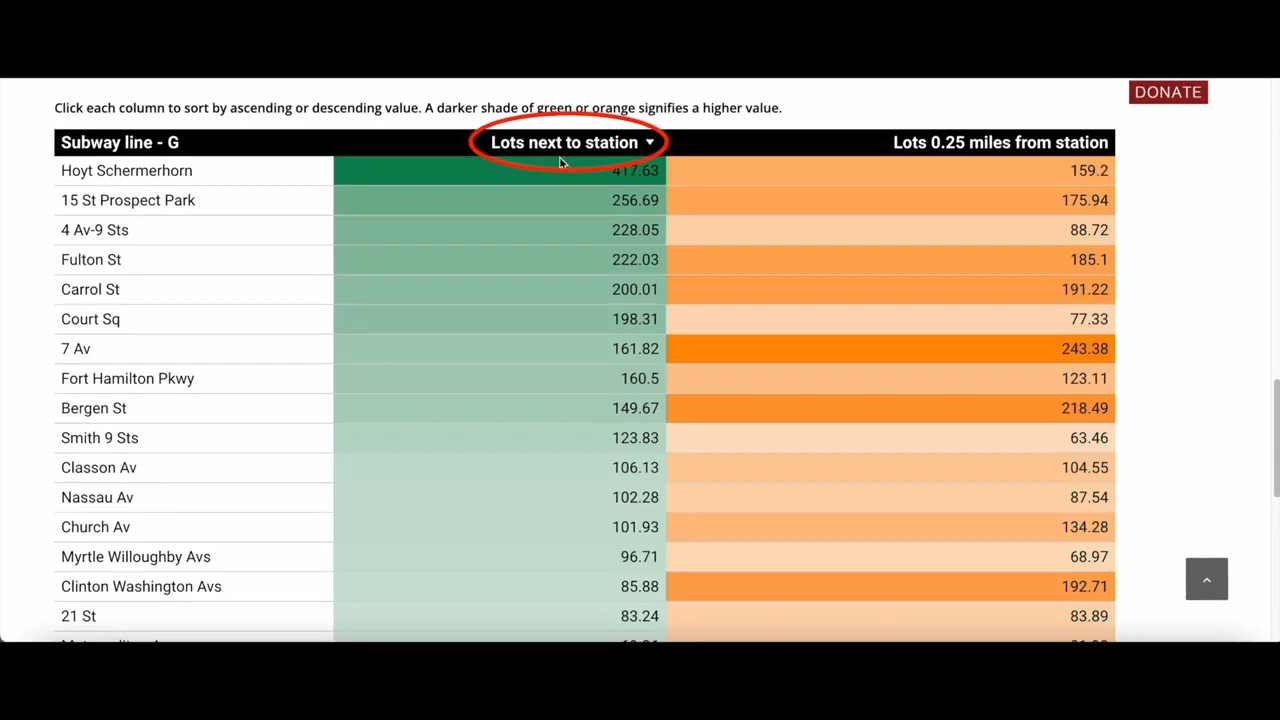 DONATE
Click each column to sort by ascending or descending value. A darker shade of green or orange signifies a higher value.
Subway line - G Lots next to station Lots 0.25 miles from station
Hoyt Schermerhorn 417.63 159.2
15 St Prospect Park 256.69 175.94
4 Av-9 Sts 228.05 88.72
Fulton St 222.03 185.1
Carrol St 200.01 191.22
Court Sq 198.31 77.33
7 Av 161.82 243.38
Fort Hamilton Pkwy 160.5 123.11
Bergen St 149.67 218.49
Smith 9 Sts 123.83 63.46
Classon Av 106.13 104.55
Nassau Av 102.28 87.54
Church Av 101.93 134.28
Myrtle Willoughby Avs 96.71 68.97
Clinton Washington Avs 85.88 192.71
21 St 83.24 83.89